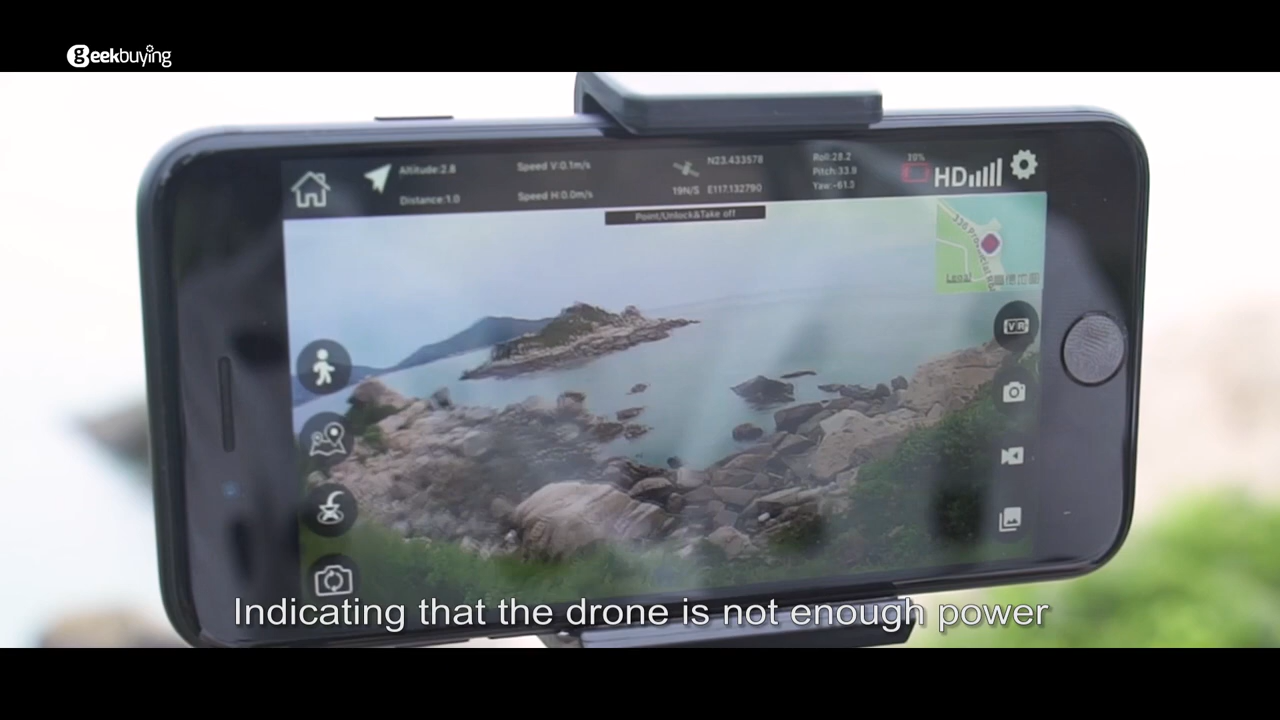 geekbuying
Altitude:2.8
Distance:1.0
Speed V:0.1m/s
Speed H:0.0m/s
19N/S
N23.433578
E117.132790
Roll:28.2
Pitch:33.9
Yaw:-61.3
20%
HD
Point/Unlock&Take off
VR
Indicating that the drone is not enough power